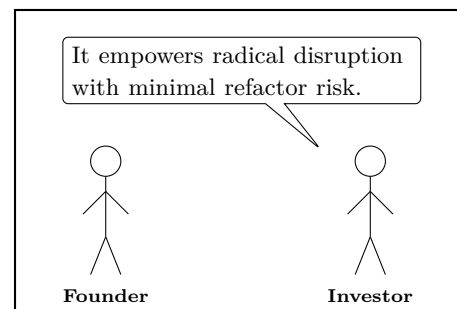 It empowers radical disruption
with minimal refactor risk.
Founder
Investor